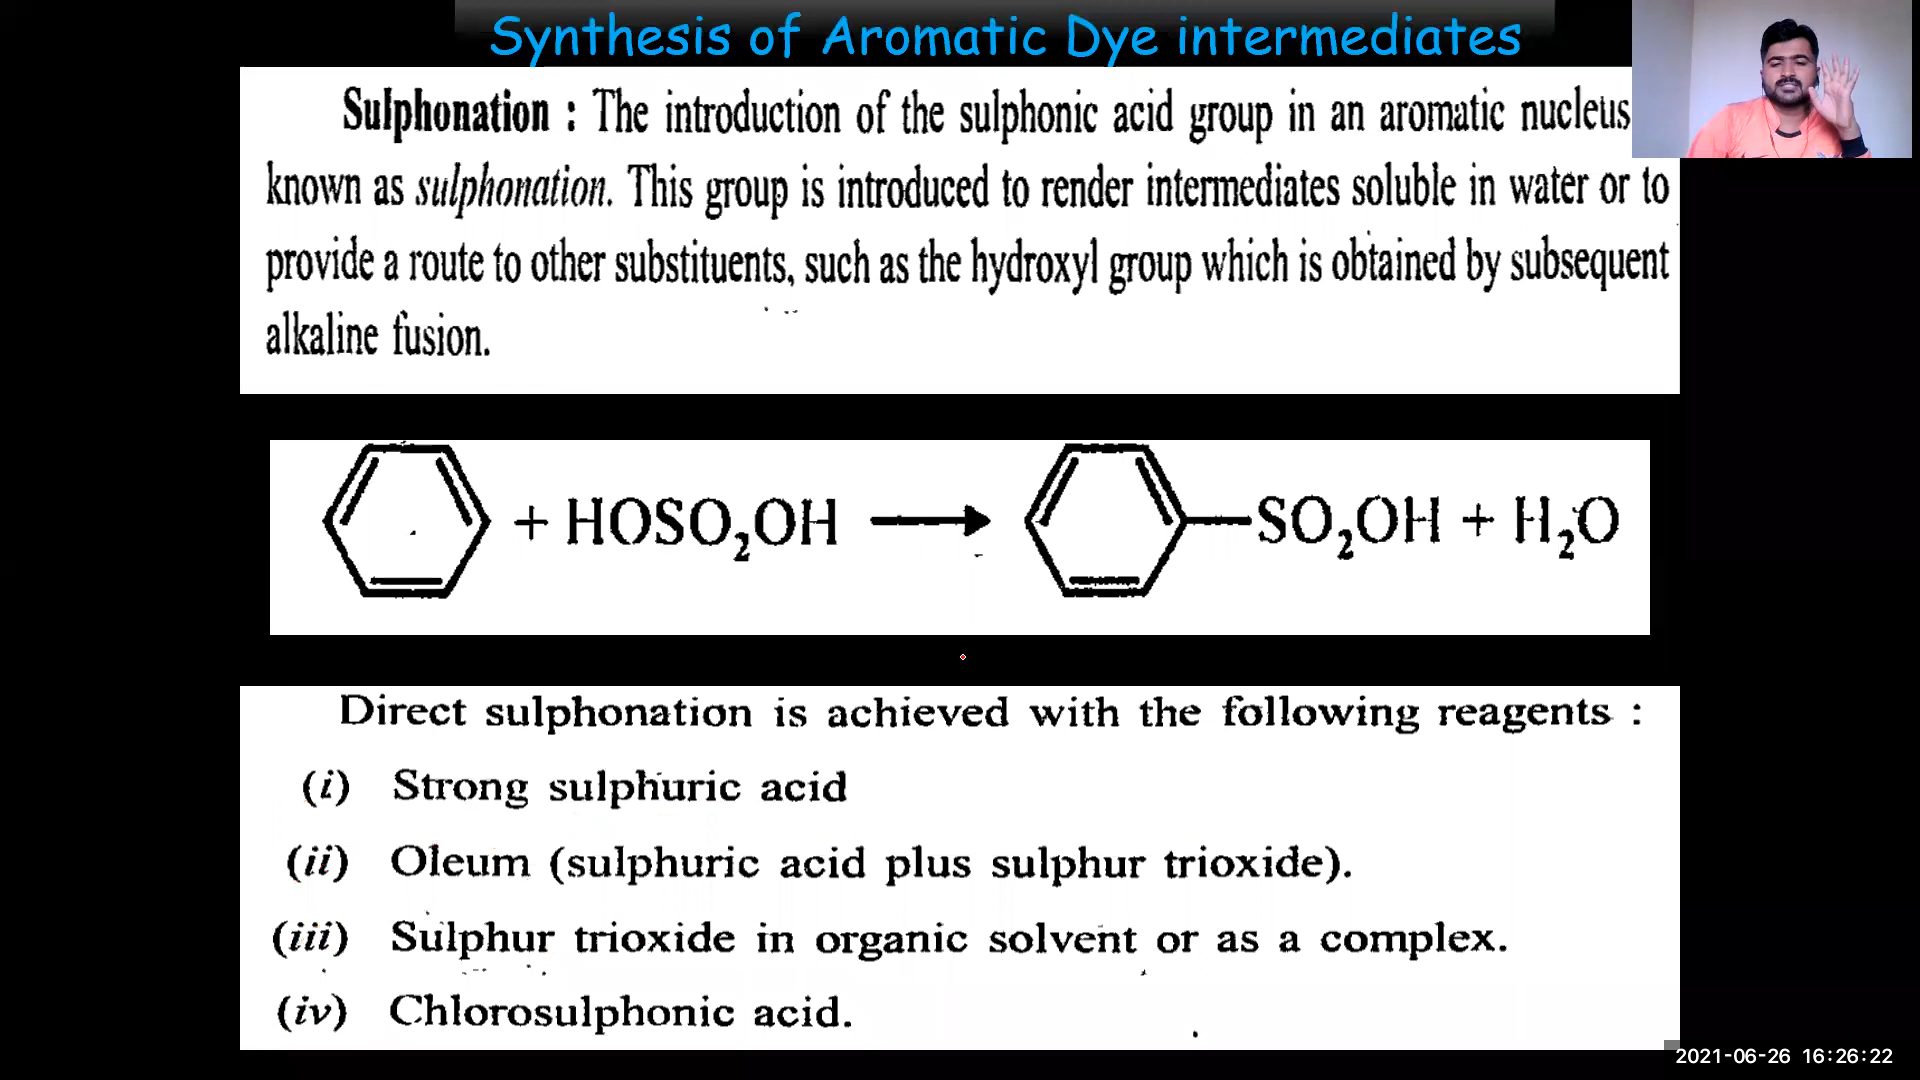 Synthesis of Aromatic Dye intermediates
Sulphonation : The introduction of the sulphonic acid group in an aromatic nucleus
known as sulphonation. This group is introduced to render intermediates soluble in water or to
provide a route to other substituents, such as the hydroxyl group which is obtained by subsequent
alkaline fusion.
+ HOSO₂OH ⟶ —SO₂OH + H₂O
Direct sulphonation is achieved with the following reagents :
(i) Strong sulphuric acid
(ii) Oleum (sulphuric acid plus sulphur trioxide).
(iii) Sulphur trioxide in organic solvent or as a complex.
(iv) Chlorosulphonic acid.
2021-06-26 16:26:22